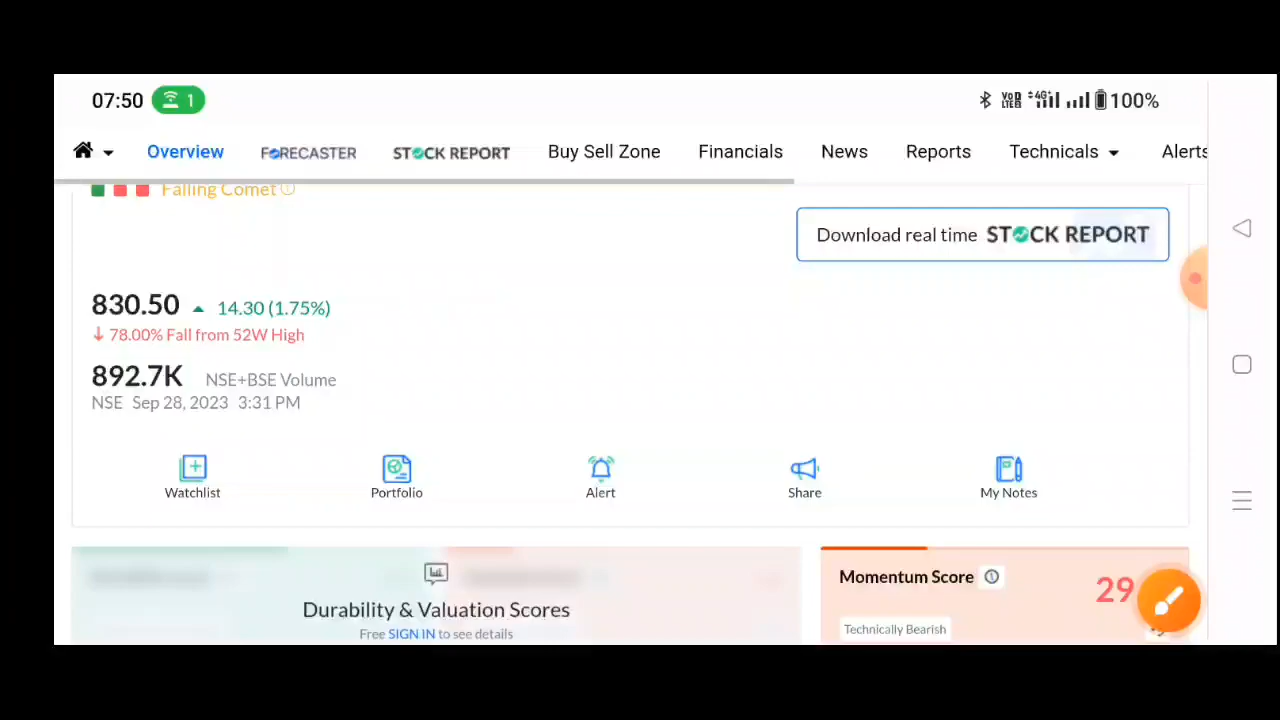 07:50 1 VoD LTEB 4G+ 100%
Overview FORECASTER STOCK REPORT Buy Sell Zone Financials News Reports Technicals Alerts
Falling Comet
Download real time STOCK REPORT
830.50 14.30 (1.75%)
↓ 78.00% Fall from 52W High
892.7K NSE+BSE Volume
NSE Sep 28, 2023 3:31 PM
Watchlist Portfolio Alert Share My Notes
Durability & Valuation Scores
Free SIGN IN to see details
Momentum Score 29
Technically Bearish